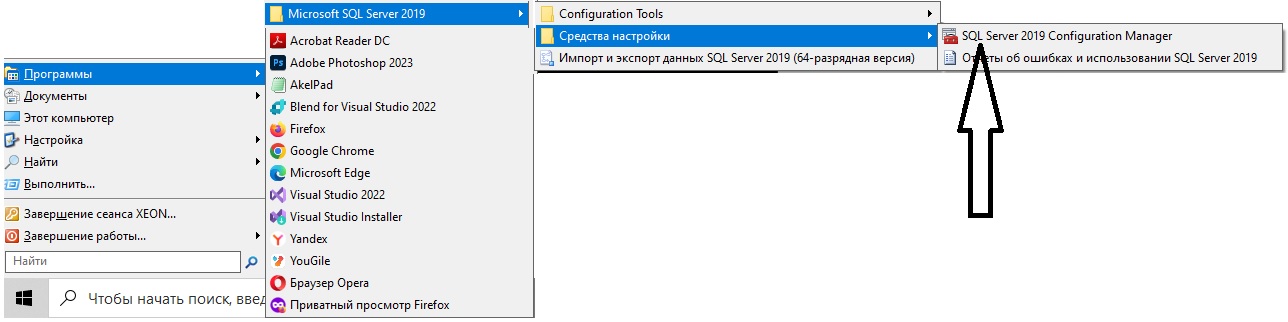 Microsoft SQL Server 2019
Acrobat Reader DC
Adobe Photoshop 2023
AkelPad
Blend for Visual Studio 2022
Firefox
Google Chrome
Microsoft Edge
Visual Studio 2022
Visual Studio Installer
Yandex
YouGile
Браузер Opera
Приватный просмотр Firefox
Configuration Tools
Средства настройки
Импорт и экспорт данных SQL Server 2019 (64-разрядная версия)
SQL Server 2019 Configuration Manager
Отчеты об ошибках и использовании SQL Server 2019
Программы
Документы
Этот компьютер
Настройка
Найти
Выполнить...
Завершение сеанса XEON...
Завершение работы...
Найти
Чтобы начать поиск, введ